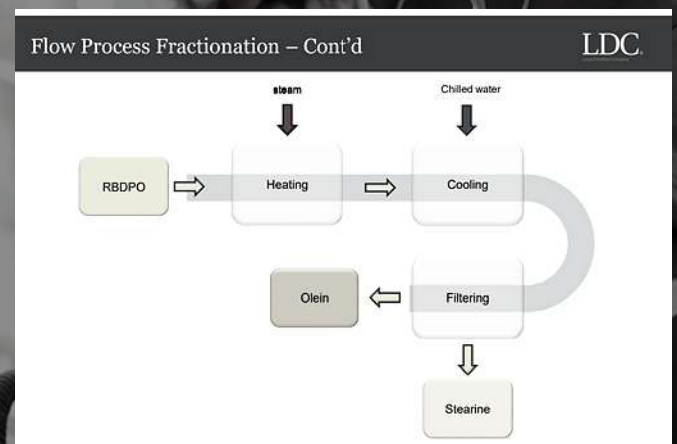 Flow Process Fractionation – Cont'd
LDC.
steam
Chilled water
RBDPO
Heating
Cooling
Olein
Filtering
Stearine